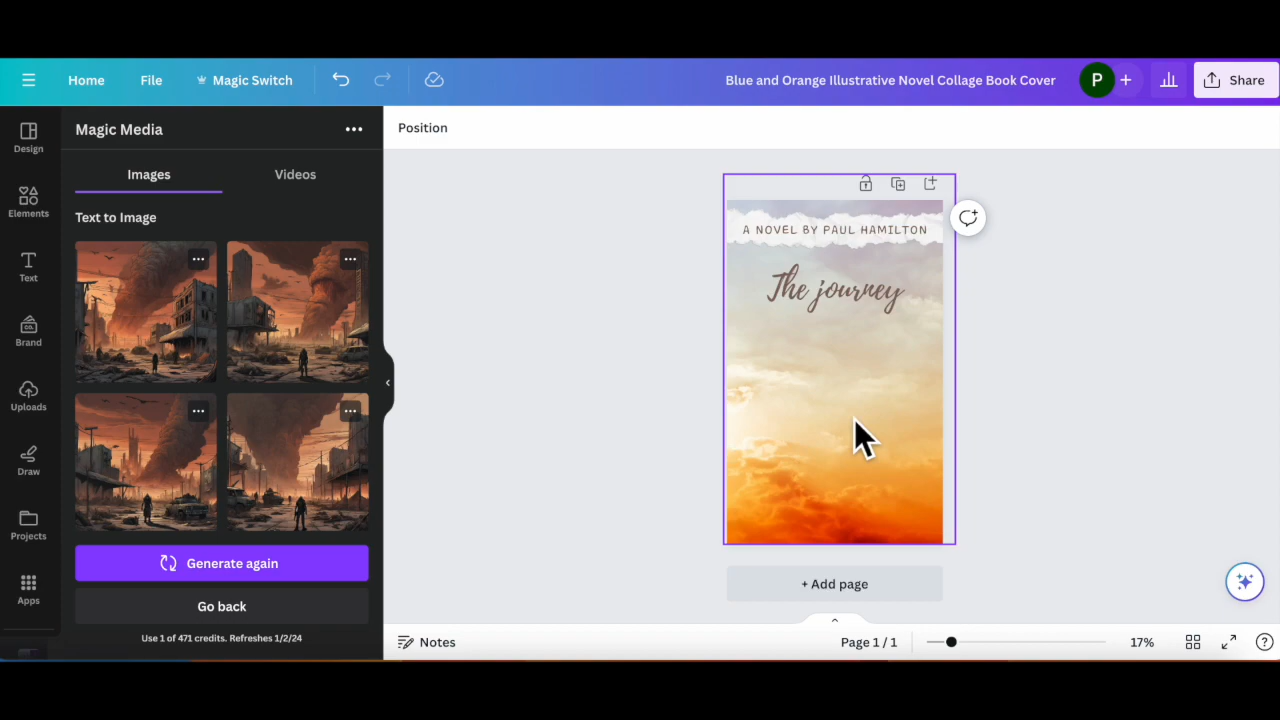 Home File Magic Switch Blue and Orange Illustrative Novel Collage Book Cover P + Share
Design
Elements
Text
Brand
Uploads
Draw
Projects
Apps
Magic Media
Images Videos
Text to Image
Generate again
Go back
Use 1 of 471 credits. Refreshes 1/2/24
Position
A NOVEL BY PAUL HAMILTON
The journey
+ Add page
Notes Page 1 / 1 17%